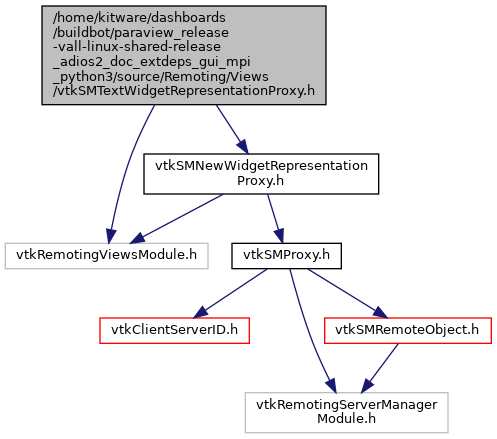 /home/kitware/dashboards
/buildbot/paraview_release
-vall-linux-shared-release
_adios2_doc_extdeps_gui_mpi
_python3/source/Remoting/Views
/vtkSMTextWidgetRepresentationProxy.h
vtkSMNewWidgetRepresentation
Proxy.h
vtkRemotingViewsModule.h
vtkSMProxy.h
vtkClientServerID.h
vtkSMRemoteObject.h
vtkRemotingServerManager
Module.h